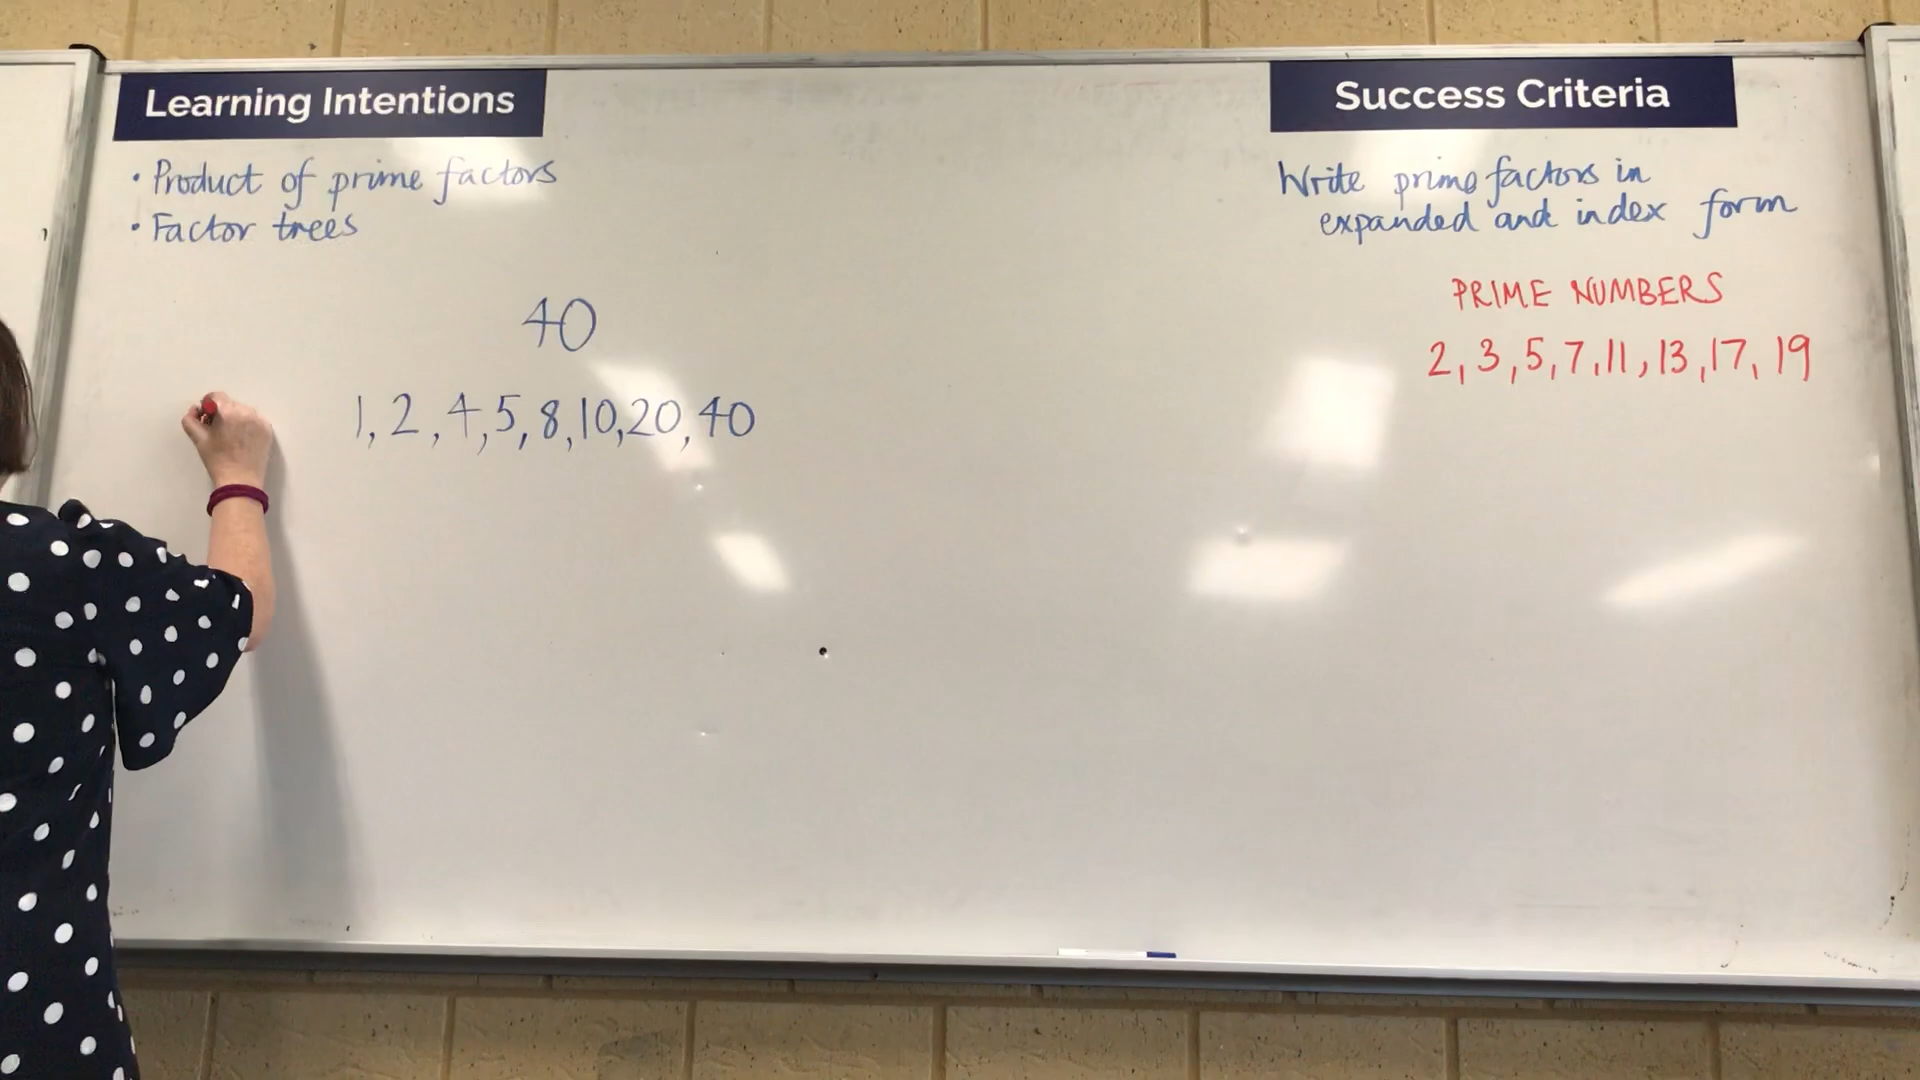 Learning Intentions
• Product of prime factors
• Factor trees
40
1, 2, 4, 5, 8, 10, 20, 40
Success Criteria
Write prime factors in
expanded and index form
PRIME NUMBERS
2, 3, 5, 7, 11, 13, 17, 19